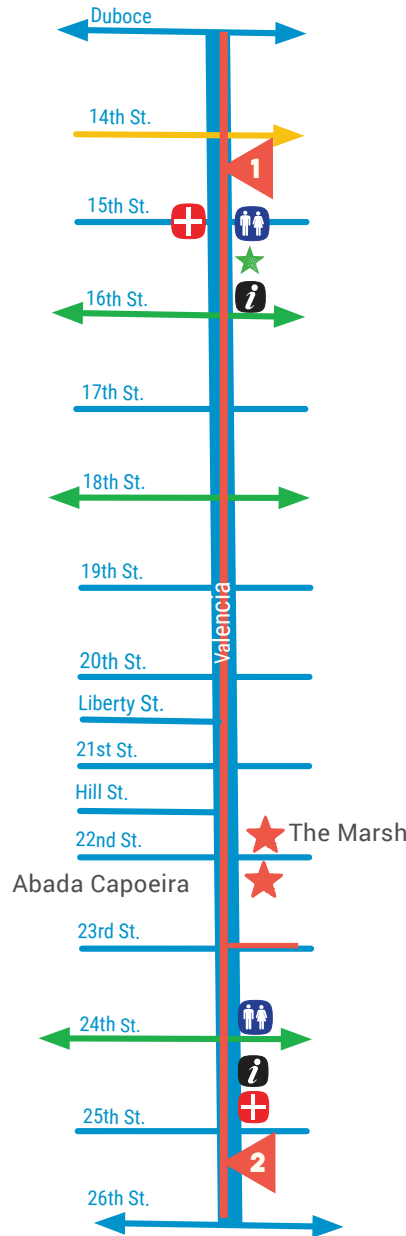 Duboce
14th St.
1
15th St.
i
16th St.
17th St.
18th St.
19th St.
Valencia
20th St.
Liberty St.
21st St.
Hill St.
The Marsh
22nd St.
Abada Capoeira
23rd St.
24th St.
i
25th St.
2
26th St.